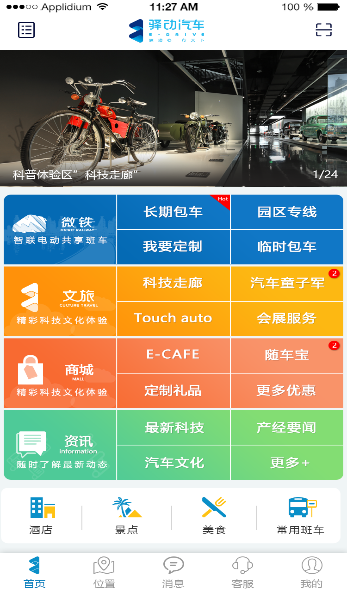 Applidium 11:27 AM 100 %
驿动汽车
E-DRIVE
科普体验区”科技走廊” 1/24
微铁
智联电动共享班车
长期包车 Hot
园区专线
我要定制
临时包车
文旅
CULTURE TRAVEL
精彩科技文化体验
科技走廊
汽车童子军 2
Touch auto
会展服务
商城
MALL
精彩科技文化体验
E-CAFE
随车宝 2
定制礼品
更多优惠
资讯
Information
随时了解最新动态
最新科技
产经要闻
汽车文化
更多+
酒店 景点 美食 常用班车
首页 位置 消息 客服 我的